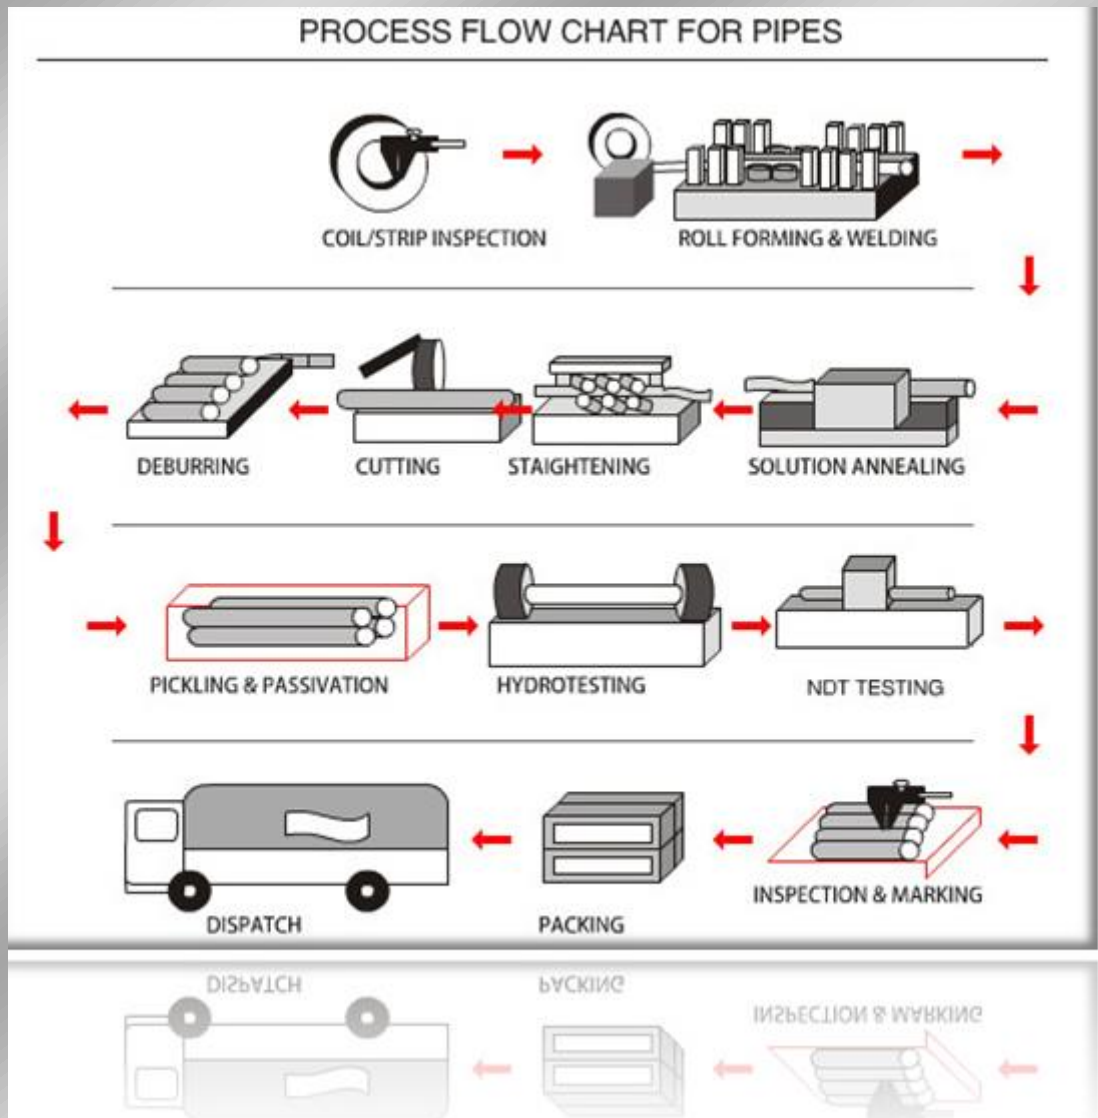 PROCESS FLOW CHART FOR PIPES
COIL/STRIP INSPECTION
ROLL FORMING & WELDING
DEBURRING
CUTTING
STAIGHTENING
SOLUTION ANNEALING
PICKLING & PASSIVATION
HYDROTESTING
NDT TESTING
DISPATCH
PACKING
INSPECTION & MARKING
DISPATCH
PACKING
INSPECTION & MARKING